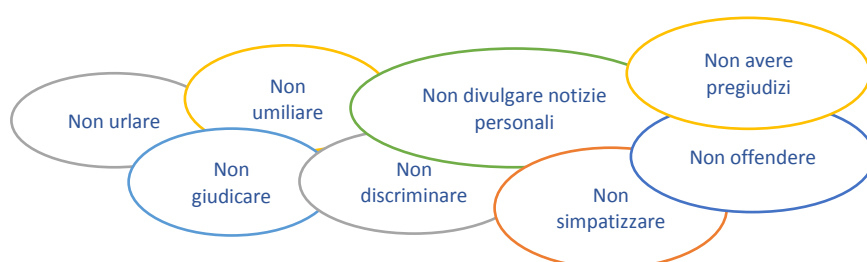 Non urlare
Non
umiliare
Non divulgare notizie
personali
Non avere
pregiudizi
Non
giudicare
Non
discriminare
Non
simpatizzare
Non offendere